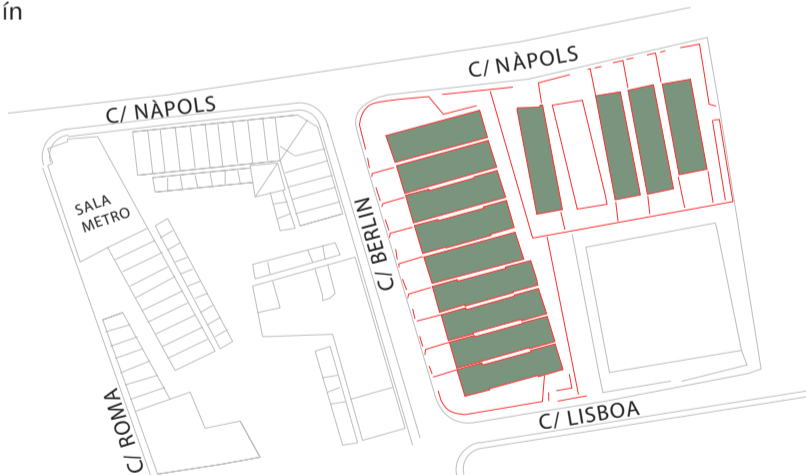 ín
C/ NÀPOLS
C/ NÀPOLS
SALA
METRO
C/ BERLIN
C/ ROMA
C/ LISBOA